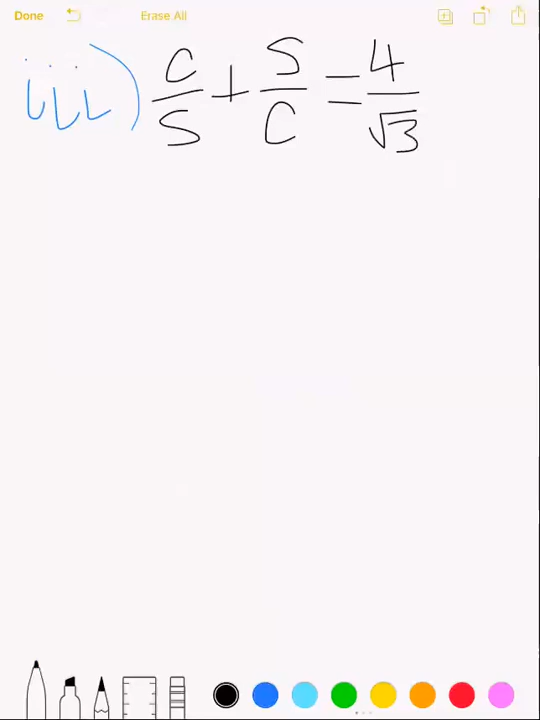 Done Erase All
iii) C/S + S/C = 4/√3